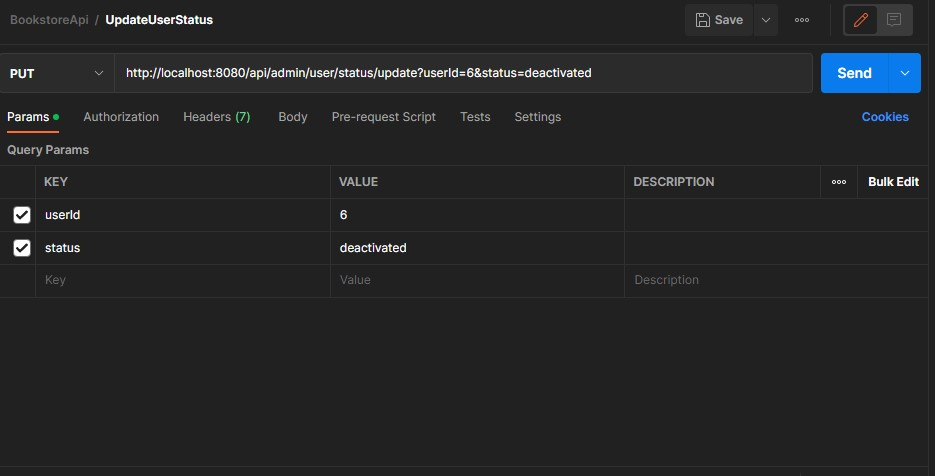 BookstoreApi / UpdateUserStatus Save
PUT http://localhost:8080/api/admin/user/status/update?userId=6&status=deactivated Send
Params Authorization Headers (7) Body Pre-request Script Tests Settings Cookies
Query Params
KEY VALUE DESCRIPTION Bulk Edit
userId 6
status deactivated
Key Value Description